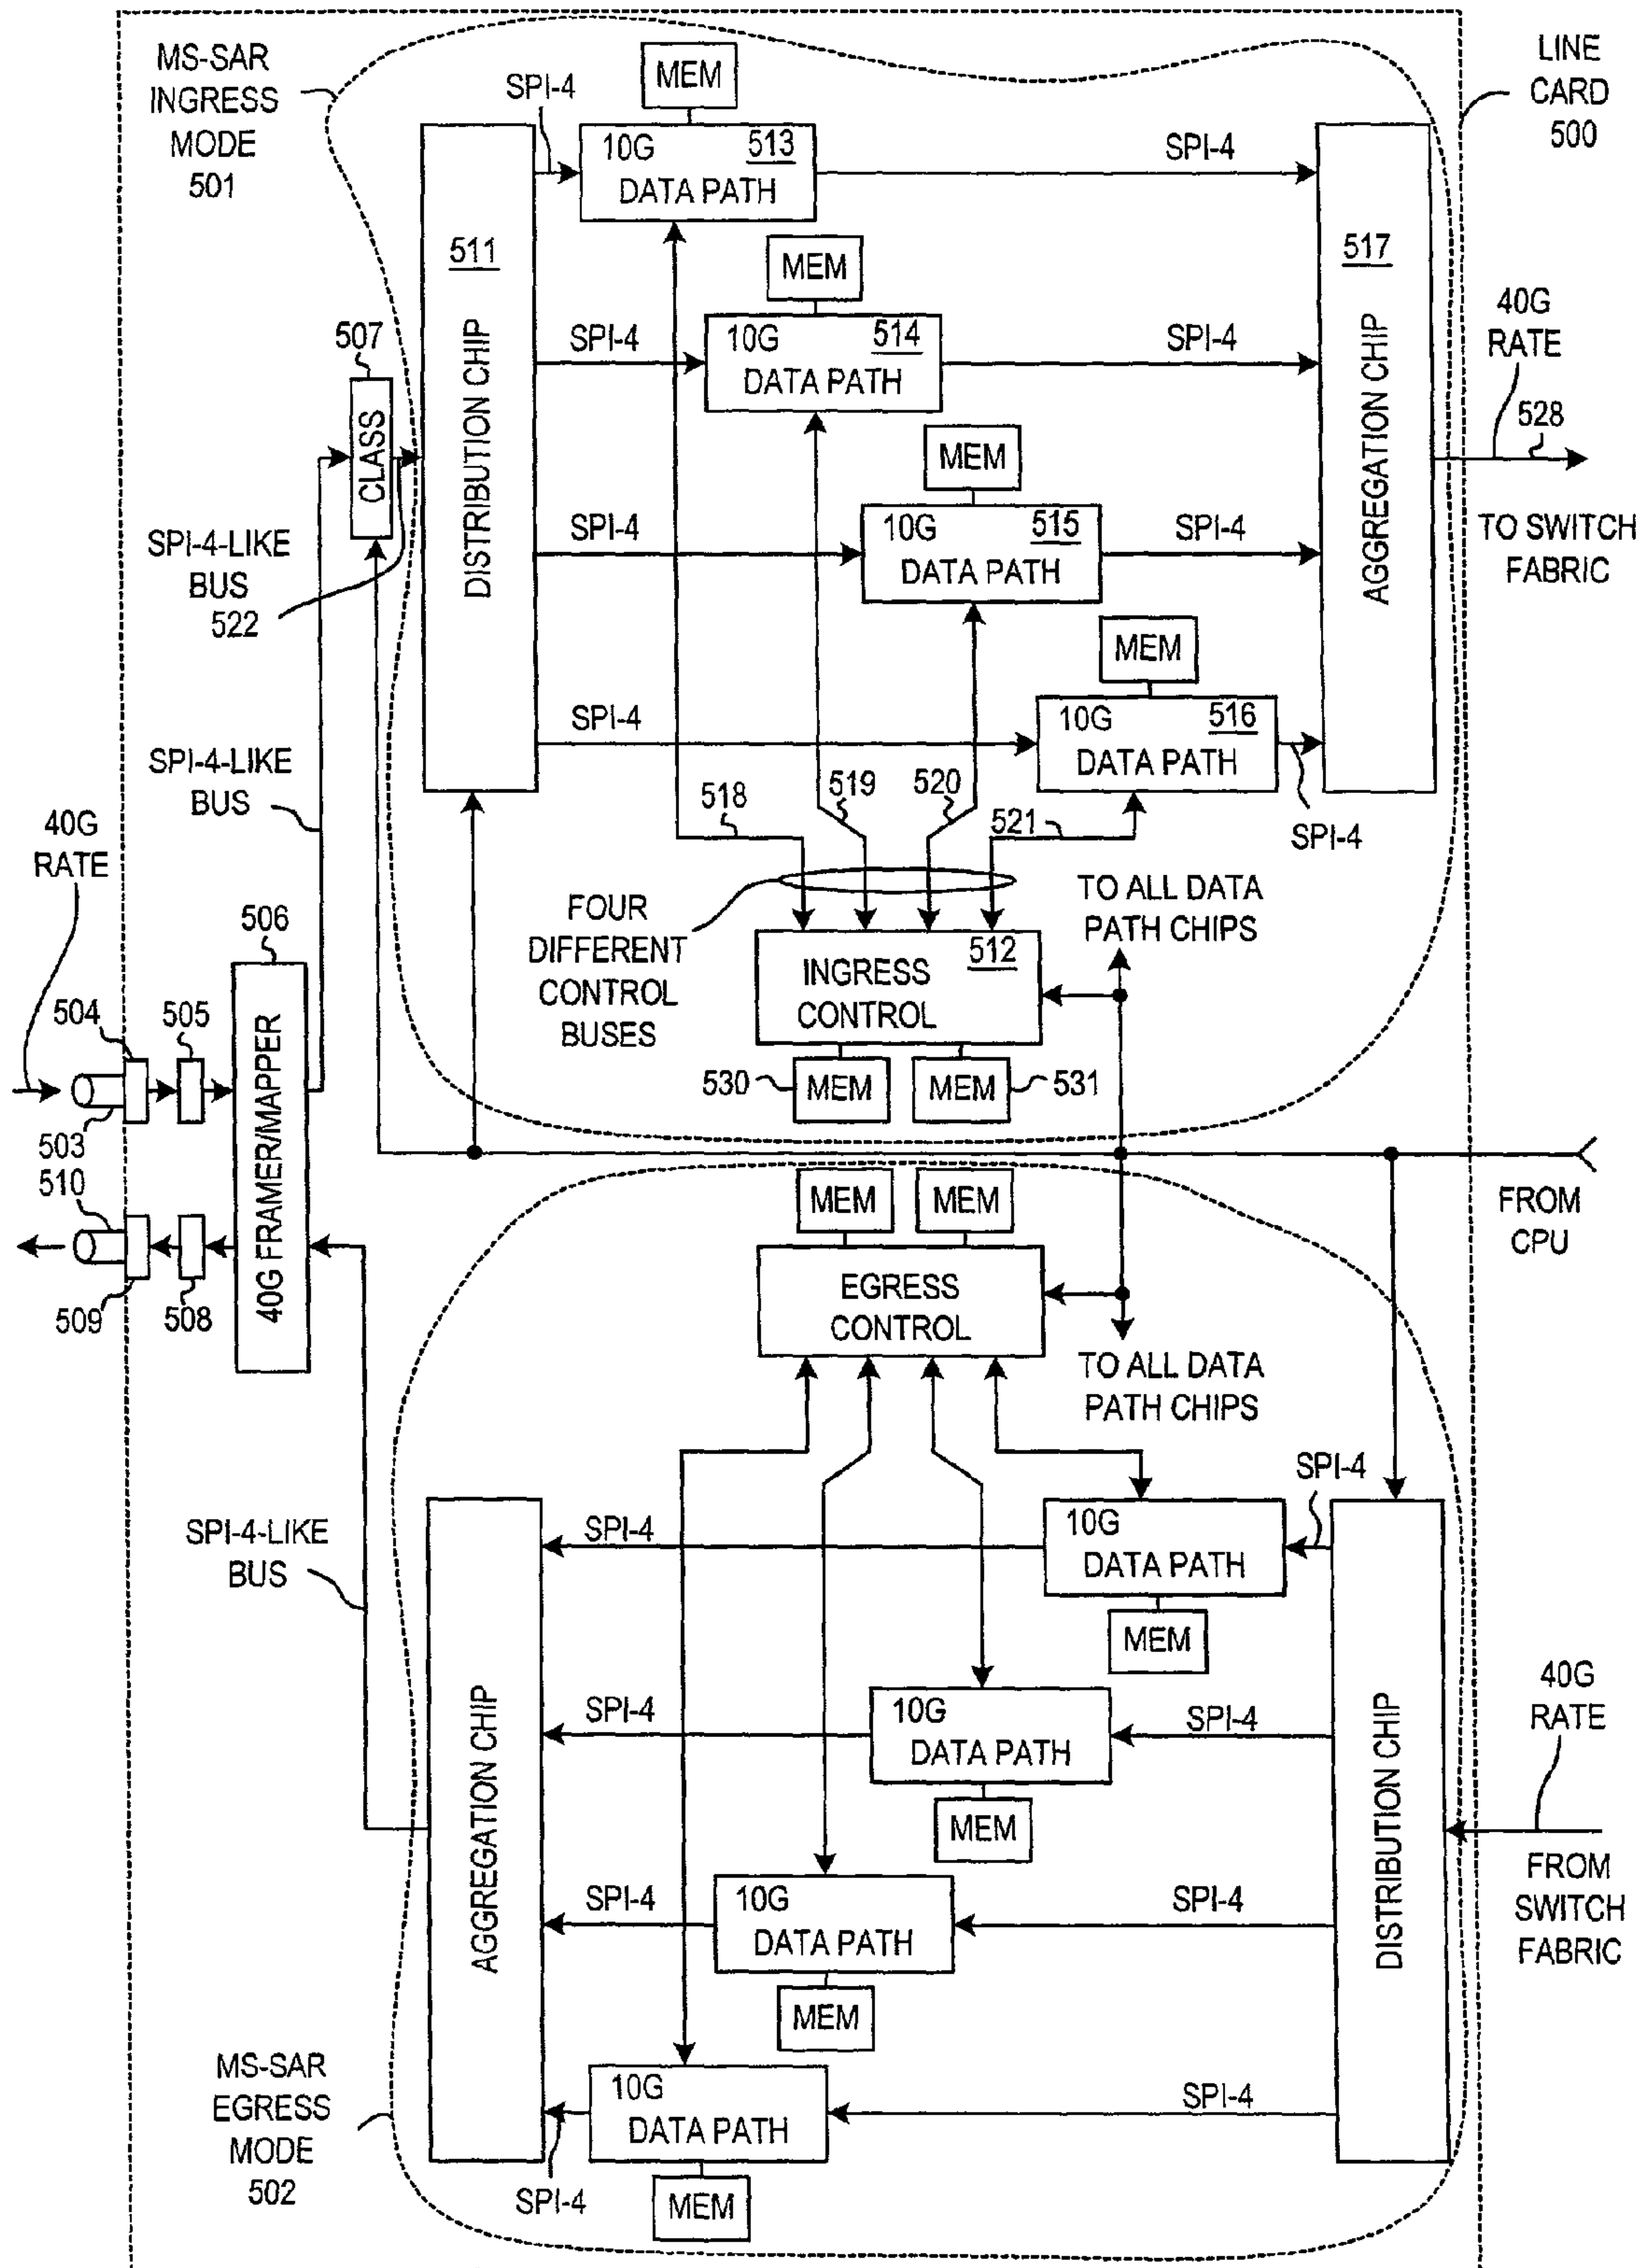 MS-SAR
INGRESS
MODE
501
LINE
CARD
500
MEM
SPI-4
10G 513
DATA PATH
SPI-4
511
DISTRIBUTION CHIP
MEM
517
AGGREGATION CHIP
SPI-4
10G 514
DATA PATH
SPI-4
40G
RATE
528
507
CLASS
MEM
SPI-4
10G 515
DATA PATH
SPI-4
TO SWITCH
FABRIC
SPI-4-LIKE
BUS
522
MEM
SPI-4
10G 516
DATA PATH
SPI-4
SPI-4-LIKE
BUS
518
519
520
521
40G
RATE
FOUR
DIFFERENT
CONTROL
BUSES
TO ALL DATA
PATH CHIPS
506
40G FRAMER/MAPPER
512
INGRESS
CONTROL
504
505
530
MEM
MEM
531
503
510
509
508
MEM
MEM
FROM
CPU
EGRESS
CONTROL
TO ALL DATA
PATH CHIPS
SPI-4-LIKE
BUS
AGGREGATION CHIP
DISTRIBUTION CHIP
SPI-4
10G
DATA PATH
SPI-4
MEM
SPI-4
10G
DATA PATH
SPI-4
MEM
40G
RATE
FROM
SWITCH
FABRIC
SPI-4
10G
DATA PATH
SPI-4
MEM
MS-SAR
EGRESS
MODE
502
SPI-4
10G
DATA PATH
SPI-4
MEM